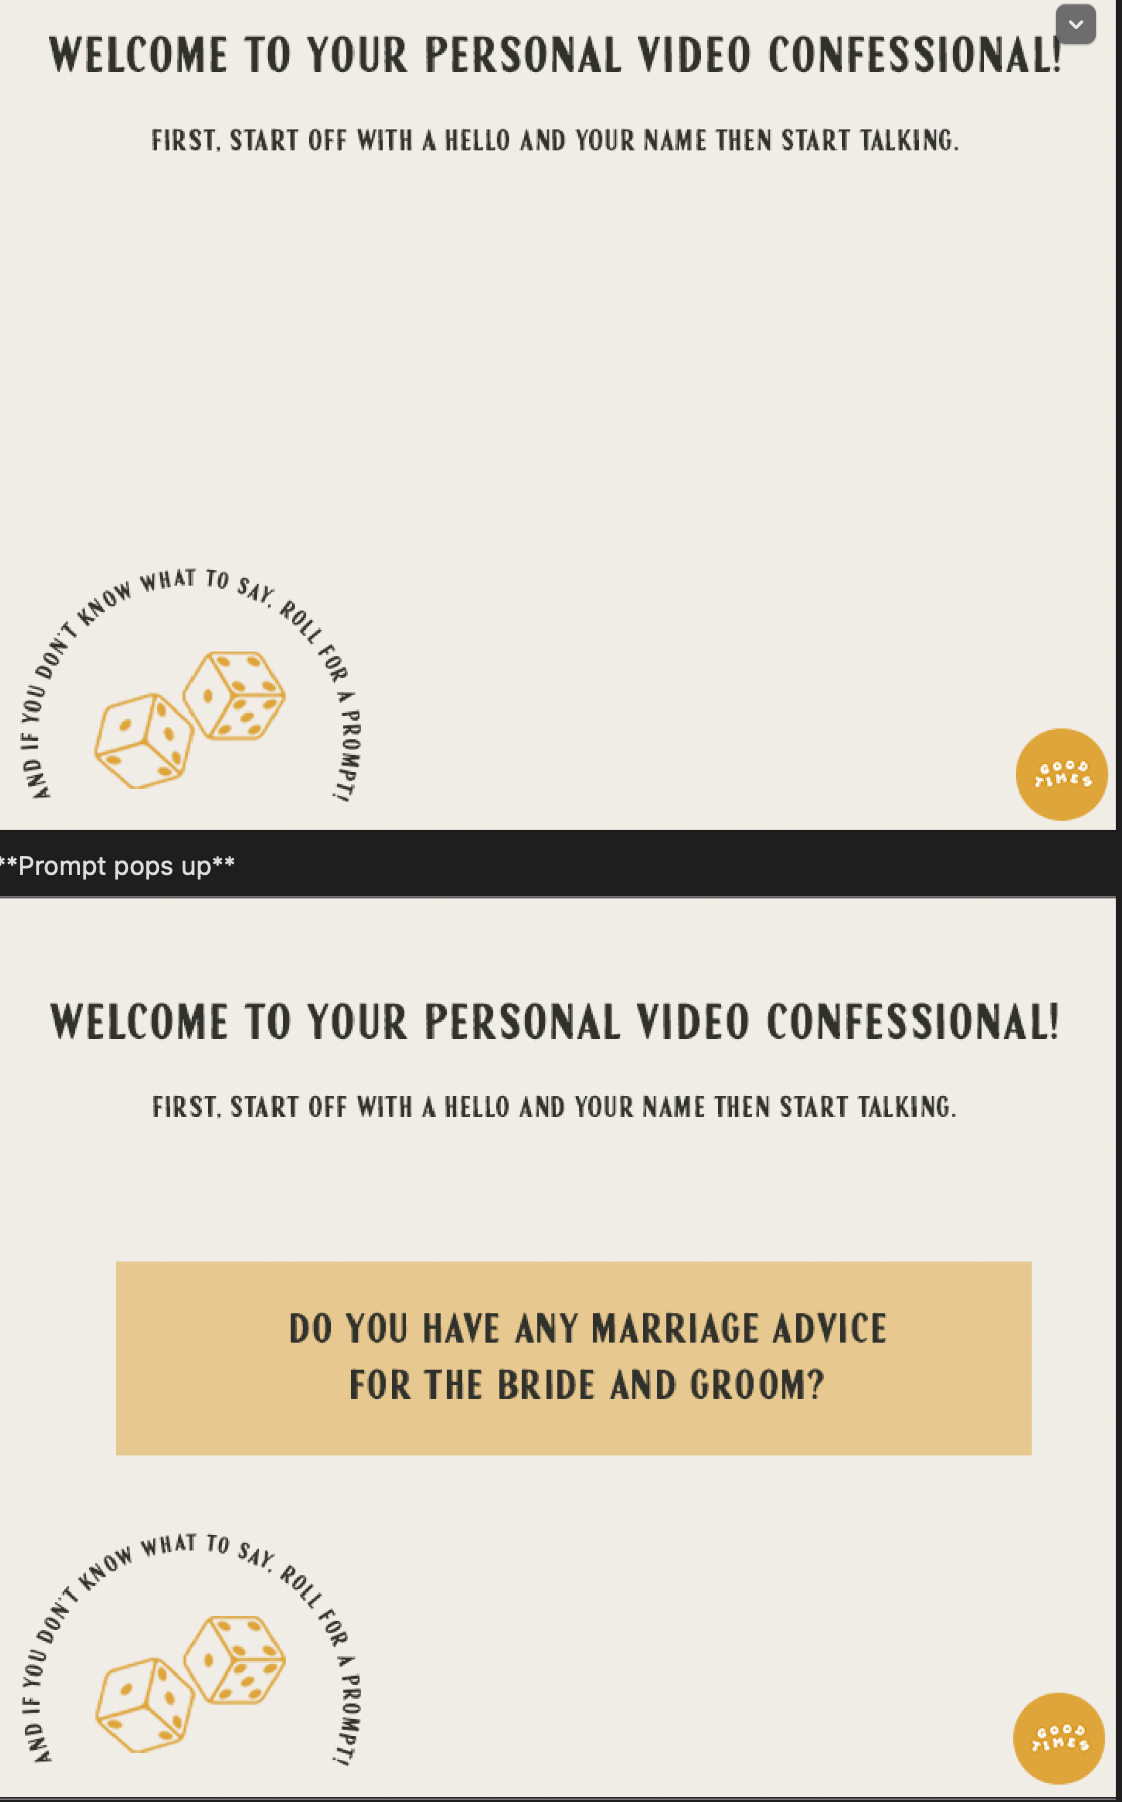 WELCOME TO YOUR PERSONAL VIDEO CONFESSIONAL!
FIRST, START OFF WITH A HELLO AND YOUR NAME THEN START TALKING.
AND IF YOU DON'T KNOW WHAT TO SAY, ROLL FOR A PROMPT!
GOOD
TIMES
**Prompt pops up**
WELCOME TO YOUR PERSONAL VIDEO CONFESSIONAL!
FIRST, START OFF WITH A HELLO AND YOUR NAME THEN START TALKING.
DO YOU HAVE ANY MARRIAGE ADVICE
FOR THE BRIDE AND GROOM?
AND IF YOU DON'T KNOW WHAT TO SAY, ROLL FOR A PROMPT!
GOOD
TIMES